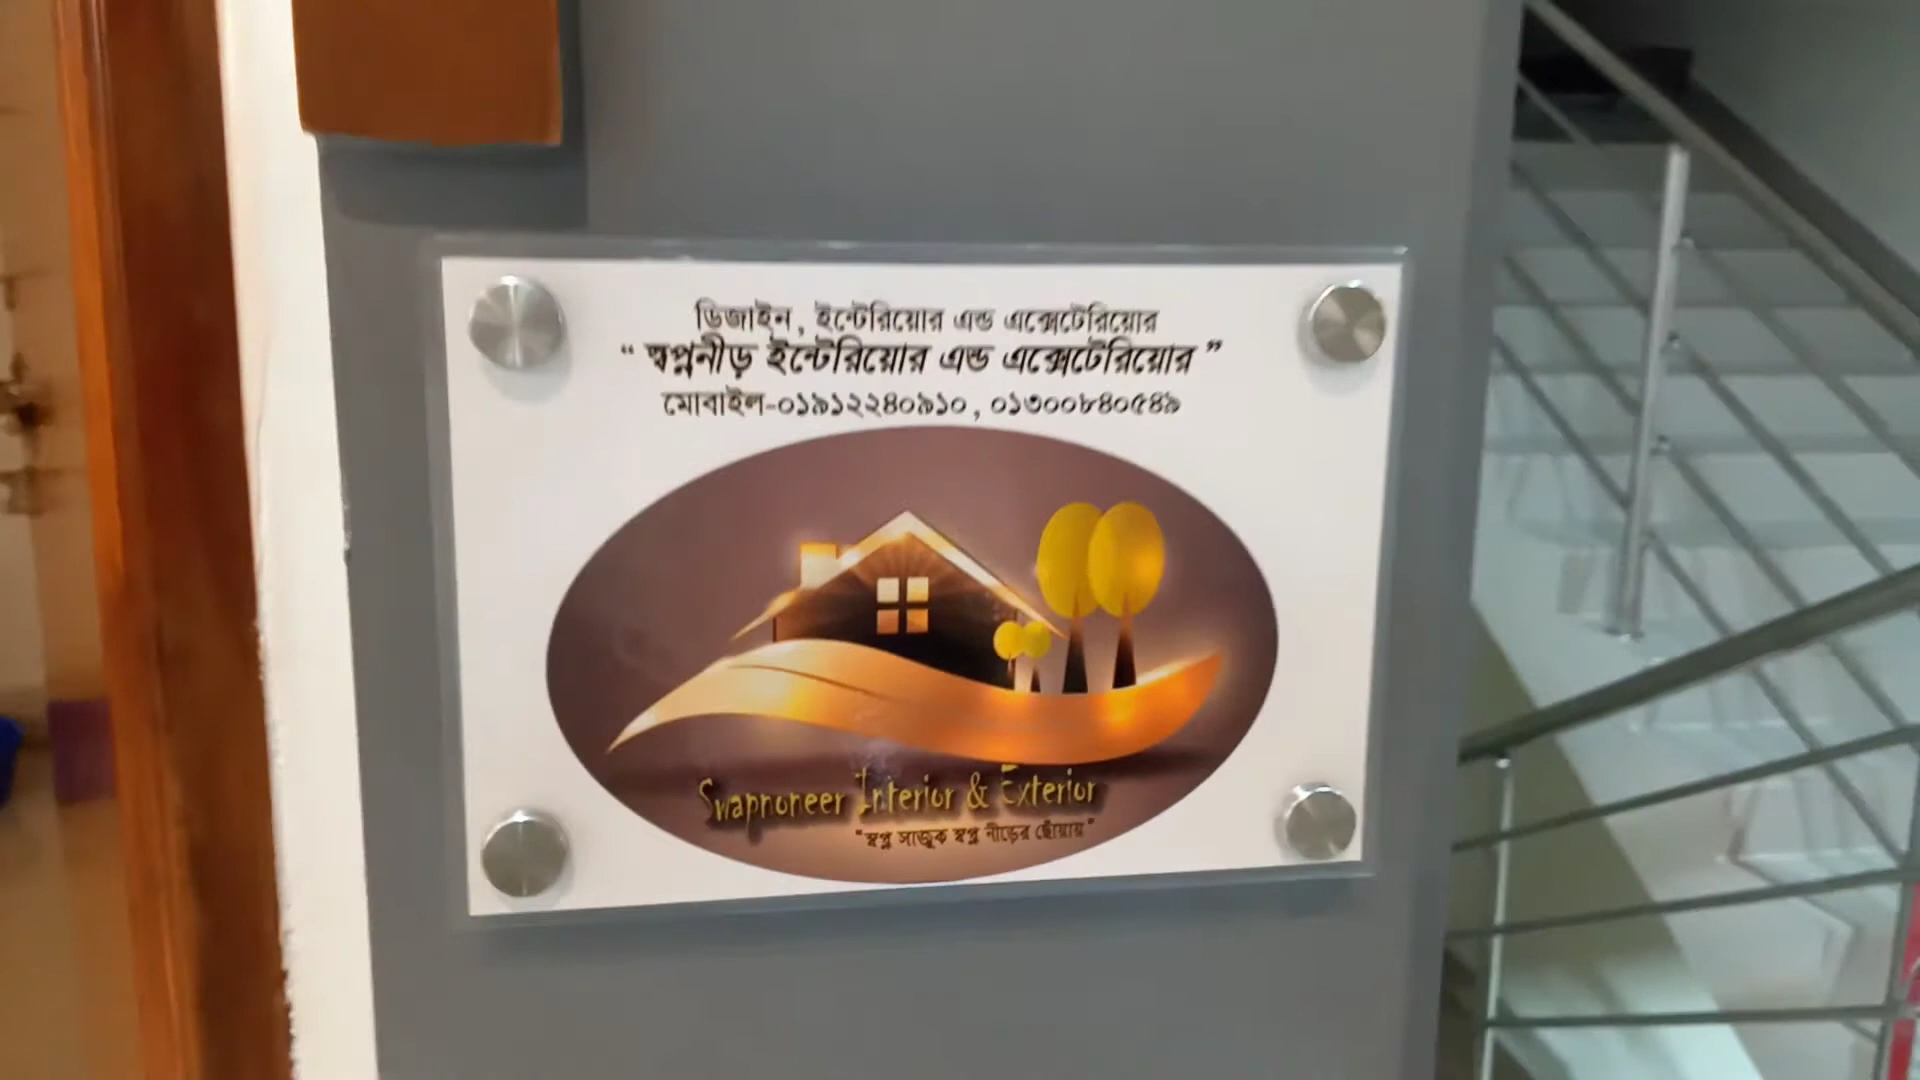 ডিজাইন, ইন্টেরিয়োর এন্ড এক্সেটেরিয়োর
“স্বপ্ননীড় ইন্টেরিয়োর এন্ড এক্সেটেরিয়োর”
মোবাইল-০১৯১২২৪০৯১০, ০১৩০০৮৪০৫৪৯
Swapnoneer Interior & Exterior
“স্বপ্ন সাজুক স্বপ্ন নীড়ের ছোঁয়ায়”